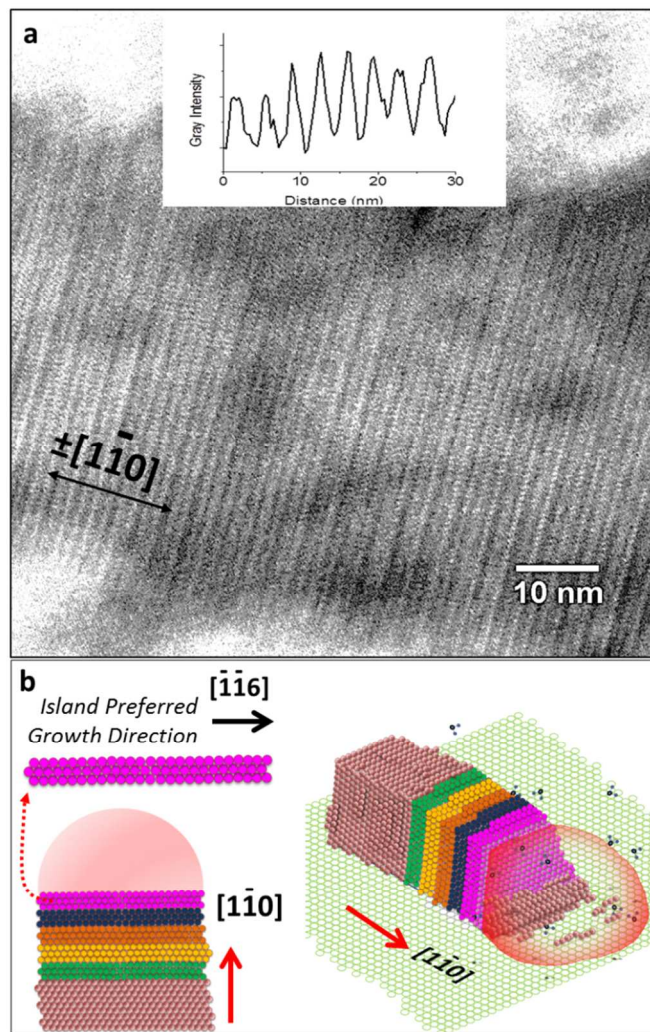 a
Gray Intensity
0 10 20 30
Distance (nm)
±[11̄0]
10 nm
b
Island Preferred
Growth Direction
[1̄1̄6]
[11̄0]
[11̄0]